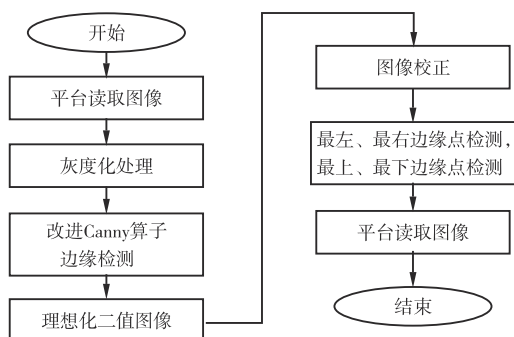 开始
平台读取图像
灰度化处理
改进Canny算子
边缘检测
理想化二值图像
图像校正
最左、最右边缘点检测，
最上、最下边缘点检测
平台读取图像
结束